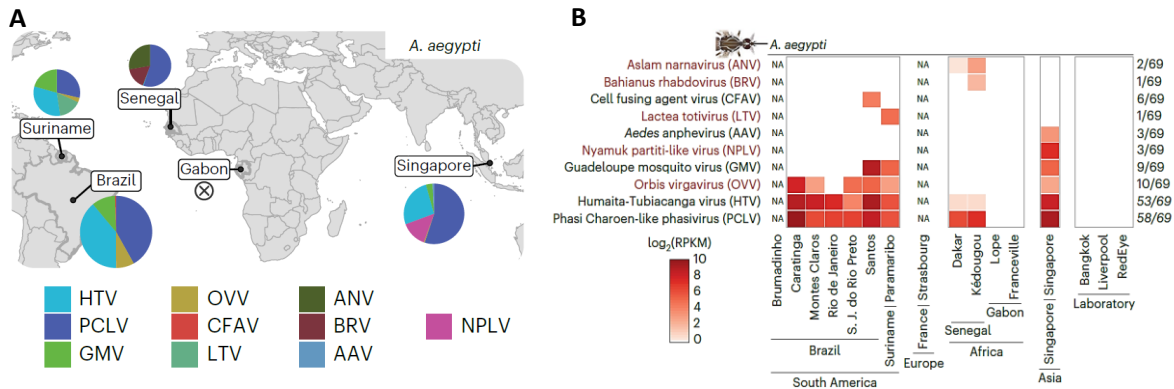 A
A. aegypti
Senegal
Suriname
Gabon
Singapore
Brazil
HTV
OVV
ANV
PCLV
CFAV
BRV
NPLV
GMV
LTV
AAV
B
A. aegypti
Aslam narnavirus (ANV) NA NA 2/69
Bahianus rhabdovirus (BRV) NA NA 1/69
Cell fusing agent virus (CFAV) NA NA 6/69
Lactea totivirus (LTV) NA NA 1/69
Aedes anphevirus (AAV) NA NA 3/69
Nyamuk partiti-like virus (NPLV) NA NA 3/69
Guadeloupe mosquito virus (GMV) NA NA 9/69
Orbis virgavirus (OVV) NA NA 10/69
Humaita-Tubiacanga virus (HTV) NA NA 53/69
Phasi Charoen-like phasivirus (PCLV) NA NA 58/69
log2(RPKM)
10
8
6
4
2
0
Brumadinho
Caratinga
Montes Claros
Rio de Janeiro
S. J. do Rio Preto
Santos
Suriname | Paramaribo
France | Strasbourg
Dakar
Kédougou
Lope
Franceville
Singapore | Singapore
Bangkok
Liverpool
RedEye
Brazil
South America
Europe
Senegal
Gabon
Africa
Asia
Laboratory